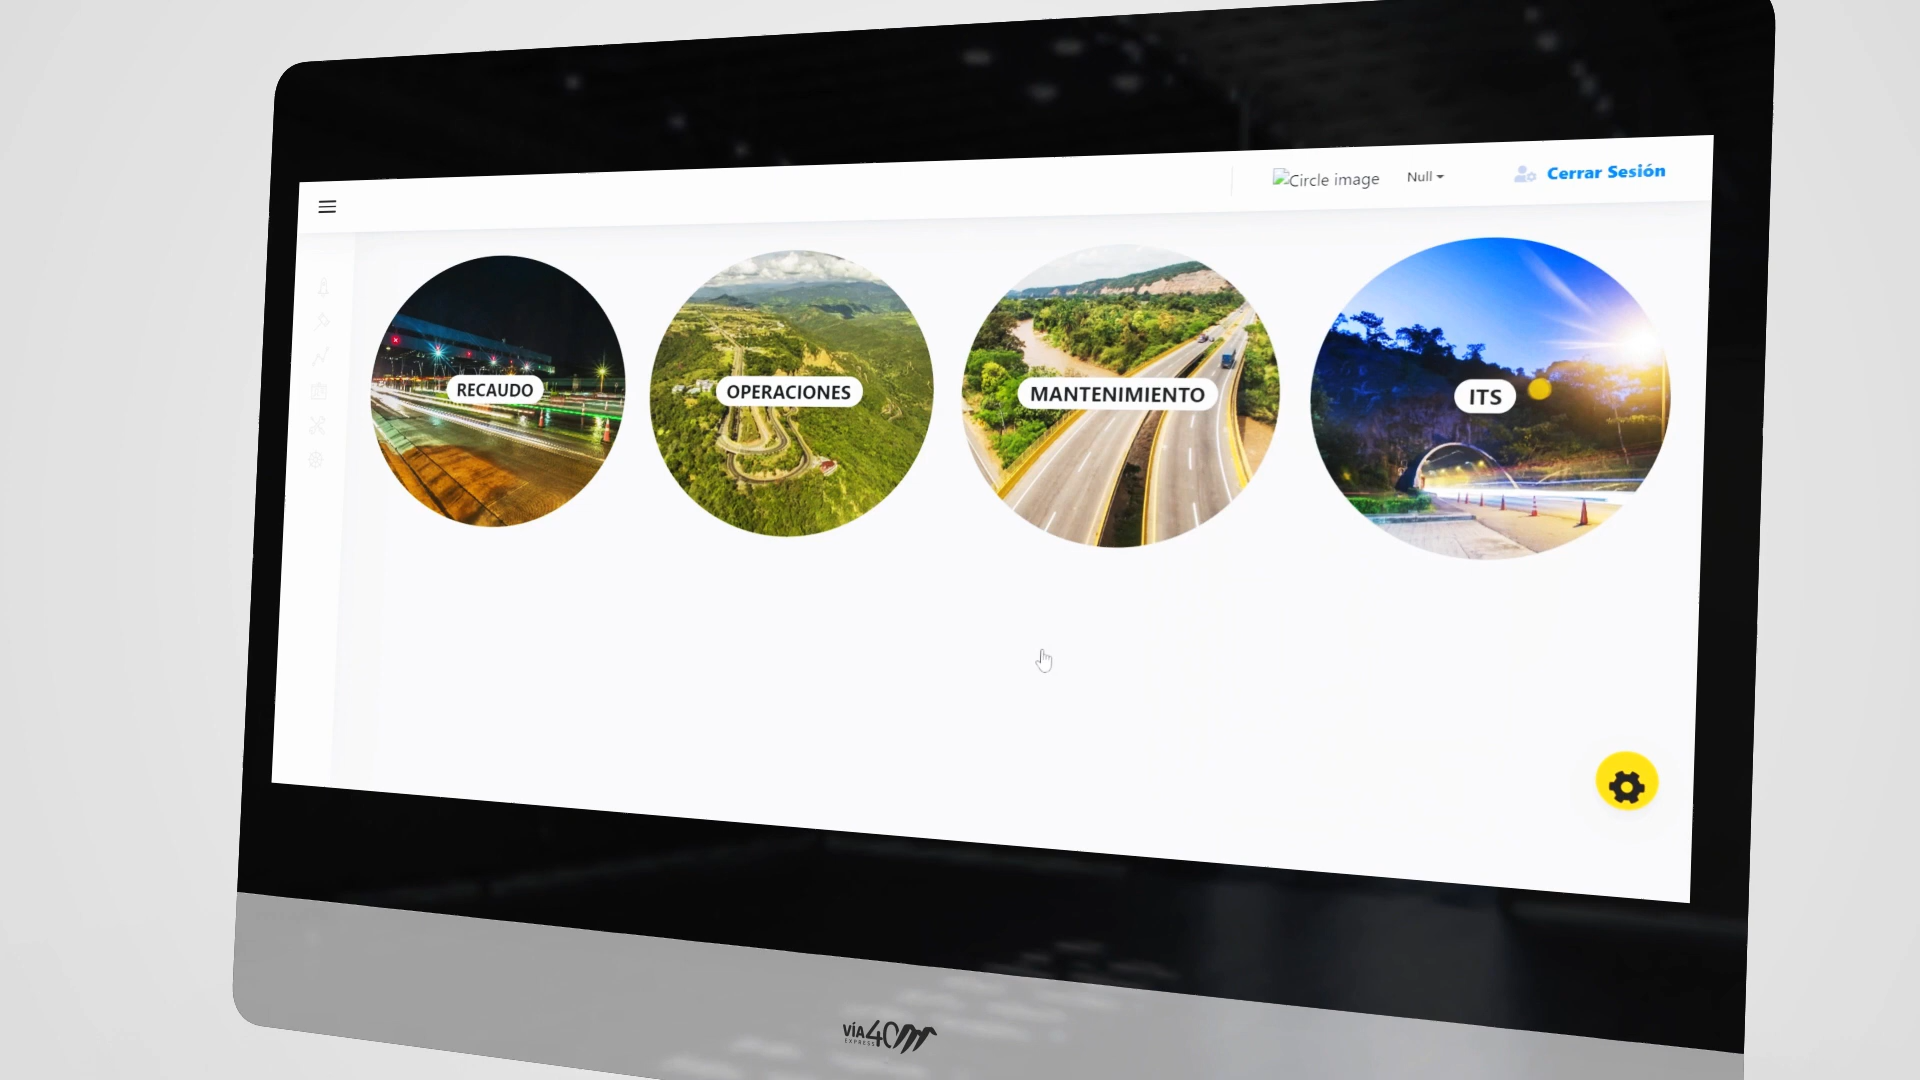 Circle image
Null
Cerrar Sesión
RECAUDO
OPERACIONES
MANTENIMIENTO
ITS
VÍA 40
EXPRESS